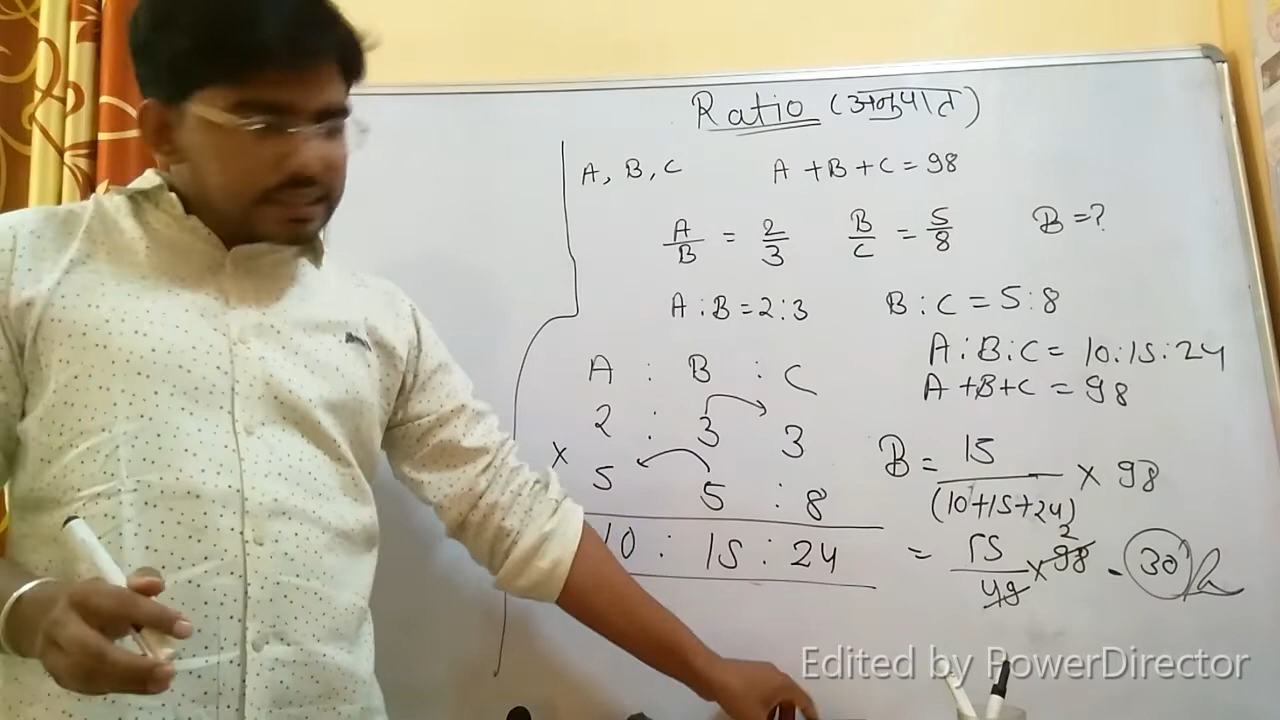 Ratio (अनुपात)
A, B, C A + B + C = 98
A/B = 2/3 B/C = 5/8 B = ?
A : B = 2 : 3 B : C = 5 : 8
A : B : C
2 : 3 3
× 5 5 : 8
10 : 15 : 24
A : B : C = 10 : 15 : 24
A + B + C = 98
B = 15/(10+15+24) × 98
= 15/49 × 98 2 = 30
Edited by PowerDirector